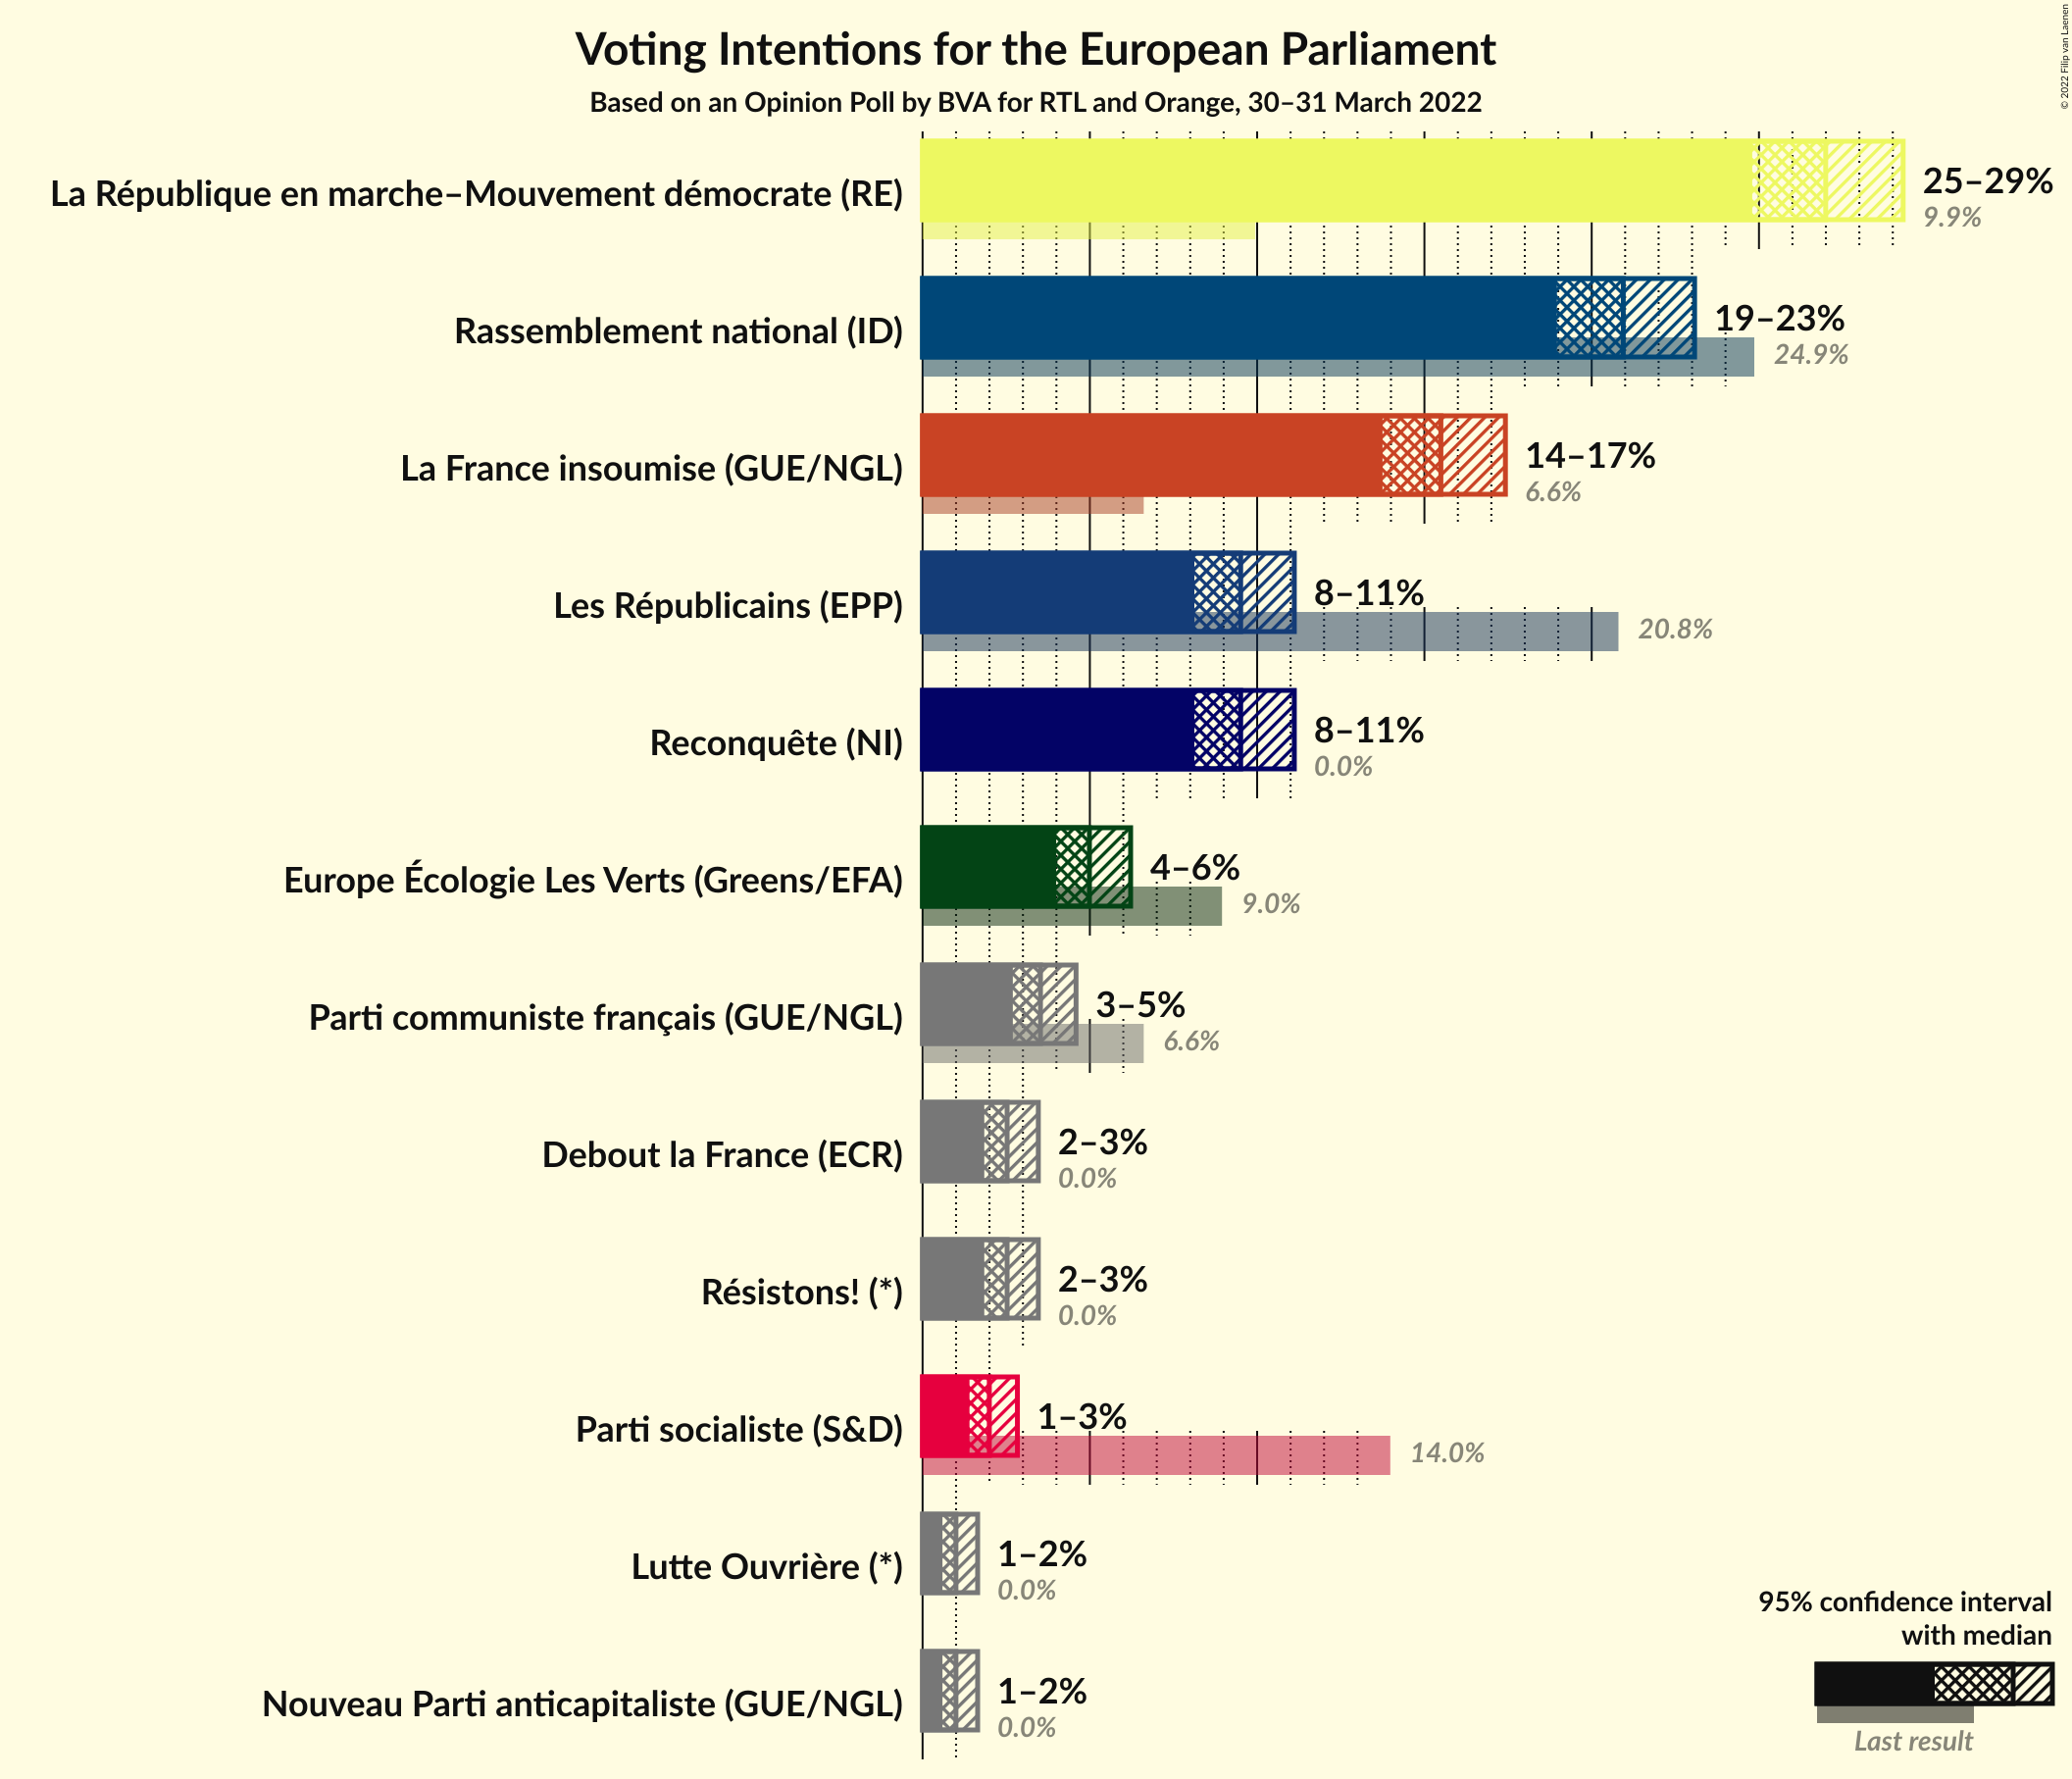 Voting Intentions for the European Parliament
Based on an Opinion Poll by BVA for RTL and Orange, 30–31 March 2022
© 2022 Filip van Laenen
La République en marche–Mouvement démocrate (RE)
25–29%
9.9%
Rassemblement national (ID)
19–23%
24.9%
La France insoumise (GUE/NGL)
14–17%
6.6%
Les Républicains (EPP)
8–11%
20.8%
Reconquête (NI)
8–11%
0.0%
Europe Écologie Les Verts (Greens/EFA)
4–6%
9.0%
Parti communiste français (GUE/NGL)
3–5%
6.6%
Debout la France (ECR)
2–3%
0.0%
Résistons! (*)
2–3%
0.0%
Parti socialiste (S&D)
1–3%
14.0%
Lutte Ouvrière (*)
1–2%
0.0%
Nouveau Parti anticapitaliste (GUE/NGL)
1–2%
0.0%
95% confidence interval
with median
Last result